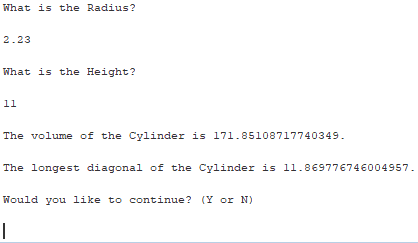 What is the Radius?
2.23
What is the Height?
11
The volume of the Cylinder is 171.85108717740349.
The longest diagonal of the Cylinder is 11.869776746004957.
Would you like to continue? (Y or N)